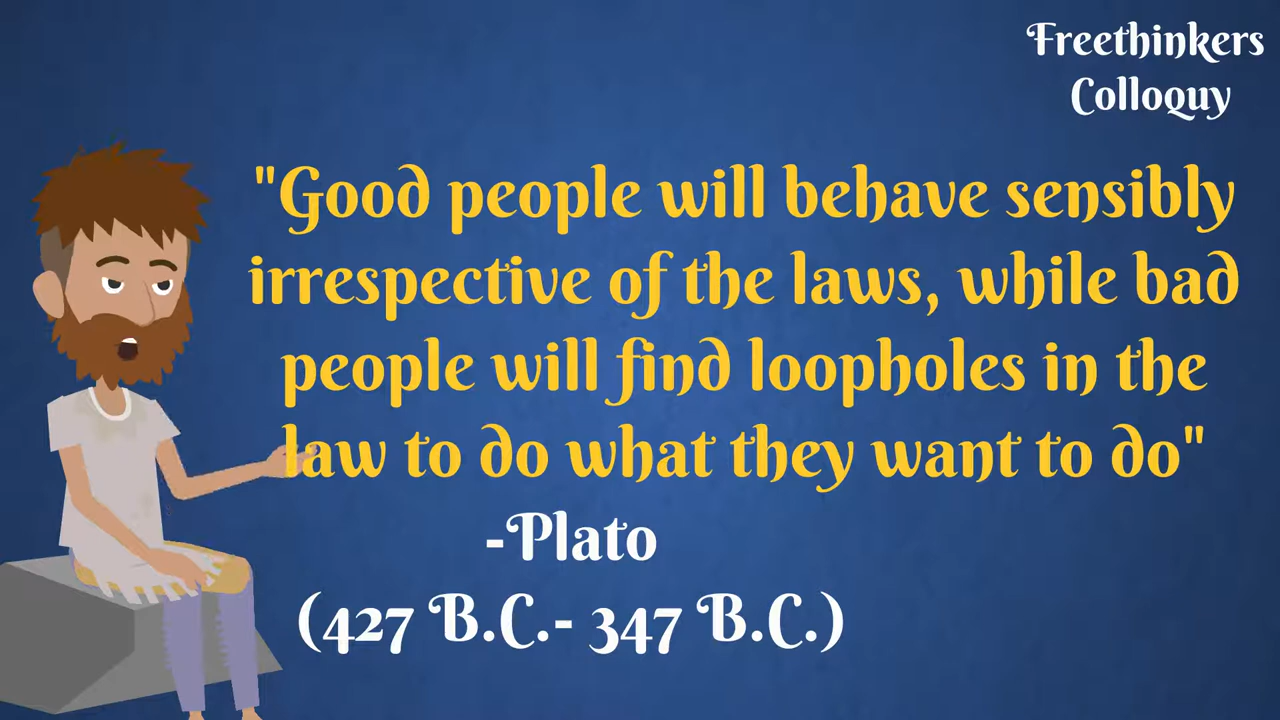 Freethinkers
Colloquy
"Good people will behave sensibly
irrespective of the laws, while bad
people will find loopholes in the
law to do what they want to do"
-Plato
(427 B.C.- 347 B.C.)